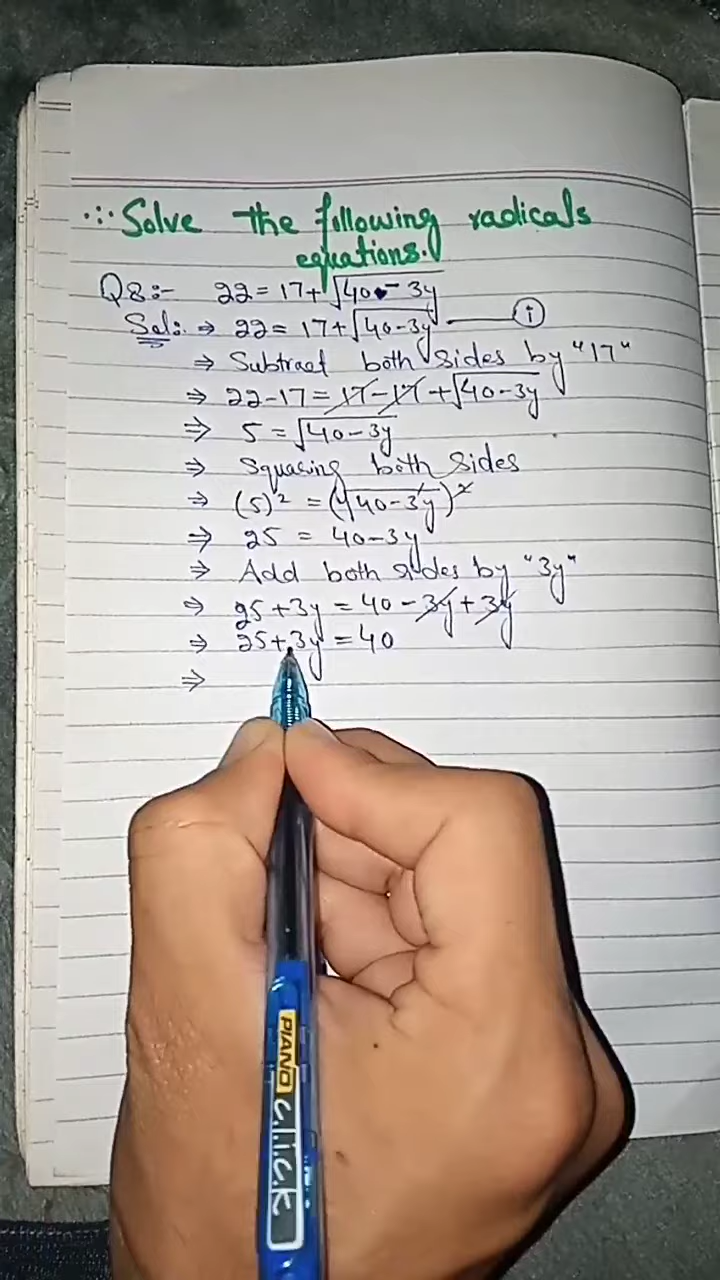 ∴ Solve the following radicals
equations.
Q8:- 22 = 17 + √40 - 3y
Sol: ⇒ 22 = 17 + √40-3y — (i)
⇒ Subtract both sides by "17"
⇒ 22-17 = 17-17 + √40-3y
⇒ 5 = √40-3y
⇒ Squaring both sides
⇒ (5)² = (√40-3y)²
⇒ 25 = 40-3y
⇒ Add both sides by "3y"
⇒ 25+3y = 40-3y+3y
⇒ 25+3y = 40
⇒
PIANO
click